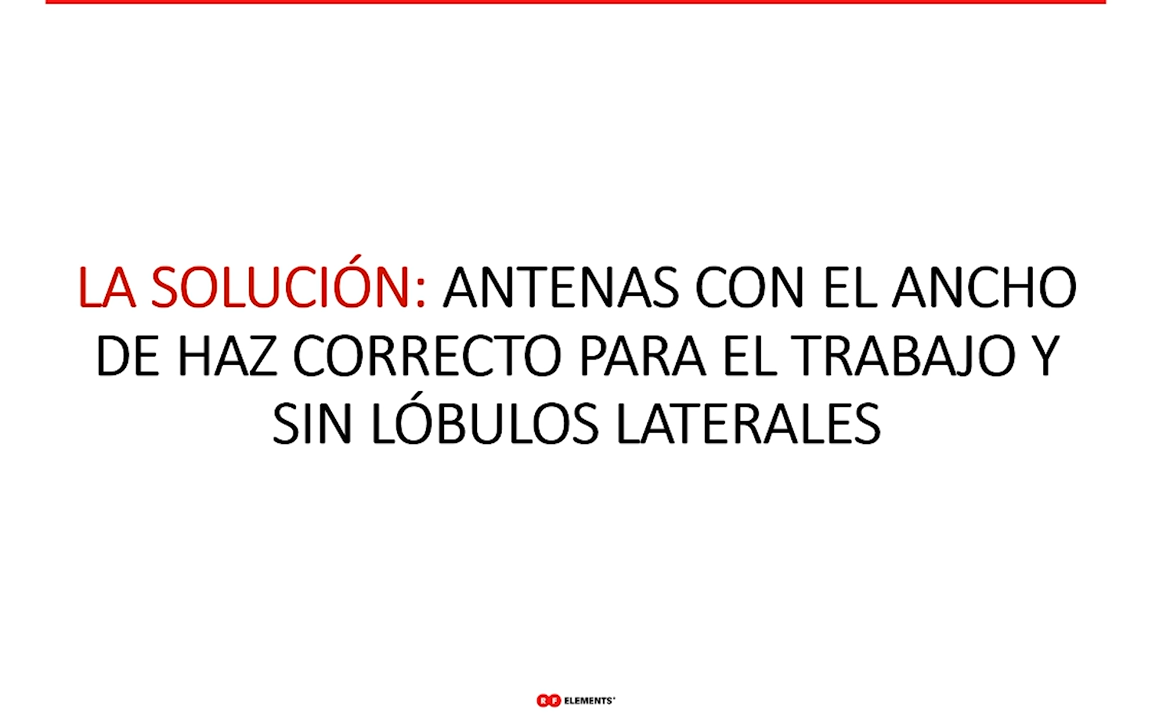 LA SOLUCIÓN: ANTENAS CON EL ANCHO
DE HAZ CORRECTO PARA EL TRABAJO Y
SIN LÓBULOS LATERALES
RF ELEMENTS